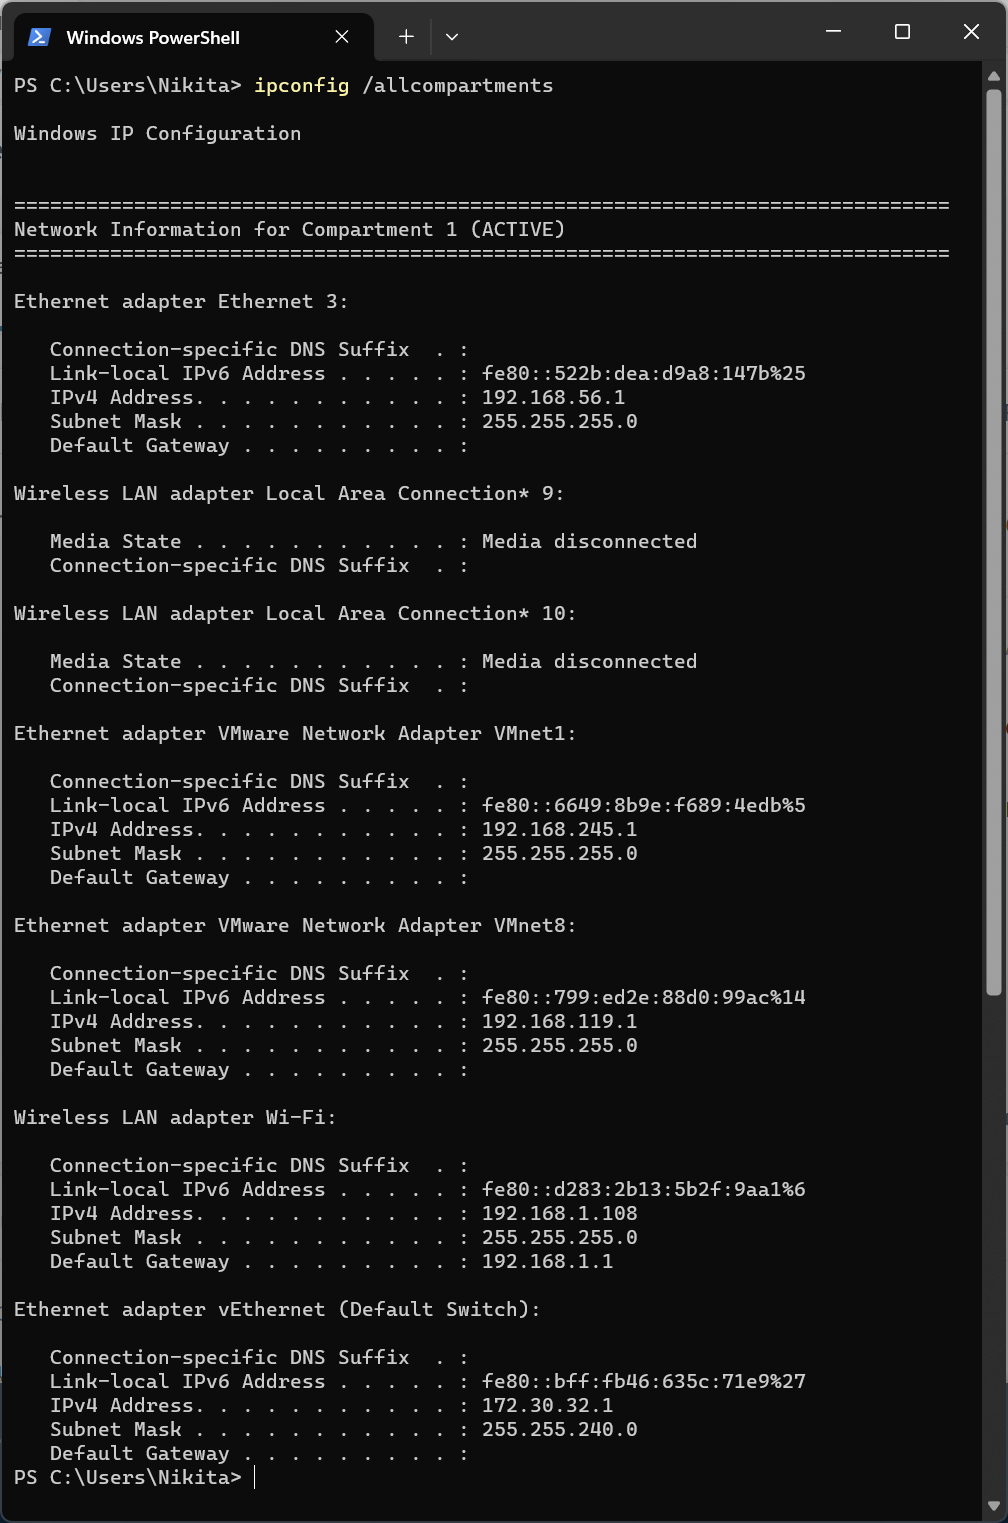 Windows PowerShell
PS C:\Users\Nikita> ipconfig /allcompartments
Windows IP Configuration
==============================================================================
Network Information for Compartment 1 (ACTIVE)
==============================================================================
Ethernet adapter Ethernet 3:
   Connection-specific DNS Suffix  . :
   Link-local IPv6 Address . . . . . : fe80::522b:dea:d9a8:147b%25
   IPv4 Address. . . . . . . . . . . : 192.168.56.1
   Subnet Mask . . . . . . . . . . . : 255.255.255.0
   Default Gateway . . . . . . . . . :
Wireless LAN adapter Local Area Connection* 9:
   Media State . . . . . . . . . . . : Media disconnected
   Connection-specific DNS Suffix  . :
Wireless LAN adapter Local Area Connection* 10:
   Media State . . . . . . . . . . . : Media disconnected
   Connection-specific DNS Suffix  . :
Ethernet adapter VMware Network Adapter VMnet1:
   Connection-specific DNS Suffix  . :
   Link-local IPv6 Address . . . . . : fe80::6649:8b9e:f689:4edb%5
   IPv4 Address. . . . . . . . . . . : 192.168.245.1
   Subnet Mask . . . . . . . . . . . : 255.255.255.0
   Default Gateway . . . . . . . . . :
Ethernet adapter VMware Network Adapter VMnet8:
   Connection-specific DNS Suffix  . :
   Link-local IPv6 Address . . . . . : fe80::799:ed2e:88d0:99ac%14
   IPv4 Address. . . . . . . . . . . : 192.168.119.1
   Subnet Mask . . . . . . . . . . . : 255.255.255.0
   Default Gateway . . . . . . . . . :
Wireless LAN adapter Wi-Fi:
   Connection-specific DNS Suffix  . :
   Link-local IPv6 Address . . . . . : fe80::d283:2b13:5b2f:9aa1%6
   IPv4 Address. . . . . . . . . . . : 192.168.1.108
   Subnet Mask . . . . . . . . . . . : 255.255.255.0
   Default Gateway . . . . . . . . . : 192.168.1.1
Ethernet adapter vEthernet (Default Switch):
   Connection-specific DNS Suffix  . :
   Link-local IPv6 Address . . . . . : fe80::bff:fb46:635c:71e9%27
   IPv4 Address. . . . . . . . . . . : 172.30.32.1
   Subnet Mask . . . . . . . . . . . : 255.255.240.0
   Default Gateway . . . . . . . . . :
PS C:\Users\Nikita>